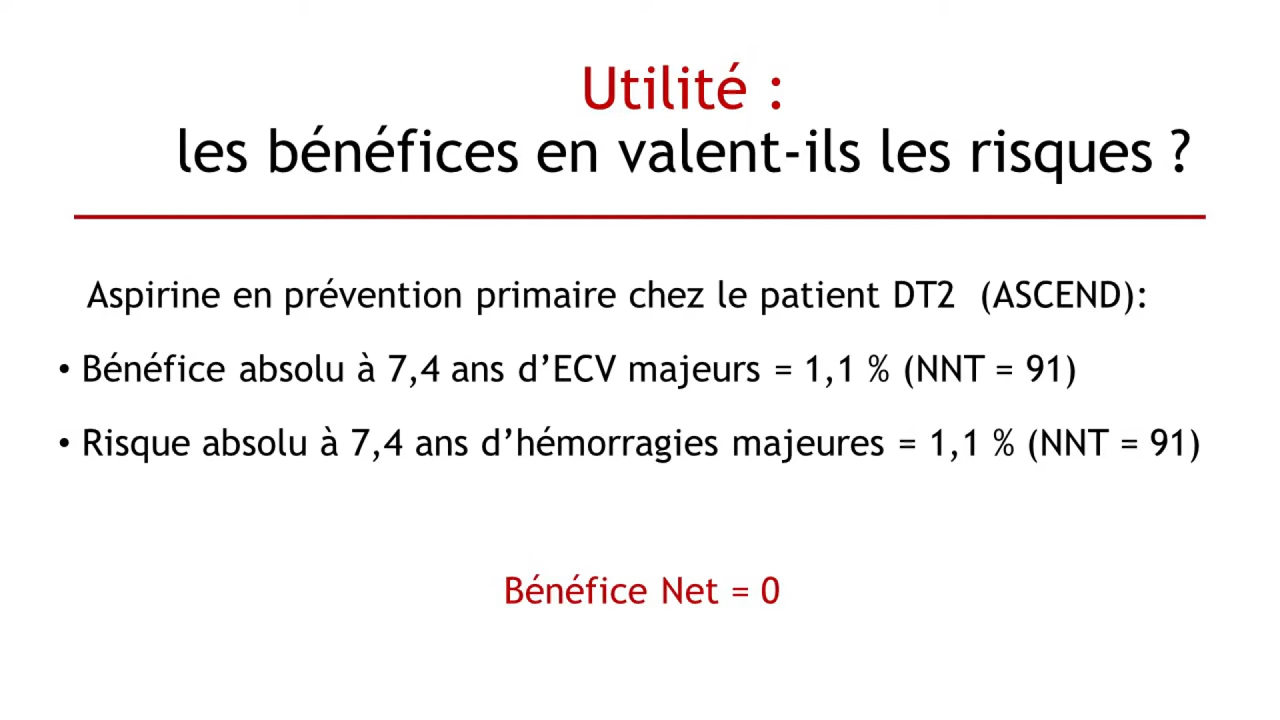 Utilité :
les bénéfices en valent-ils les risques ?
Aspirine en prévention primaire chez le patient DT2 (ASCEND):
• Bénéfice absolu à 7,4 ans d’ECV majeurs = 1,1 % (NNT = 91)
• Risque absolu à 7,4 ans d’hémorragies majeures = 1,1 % (NNT = 91)
Bénéfice Net = 0